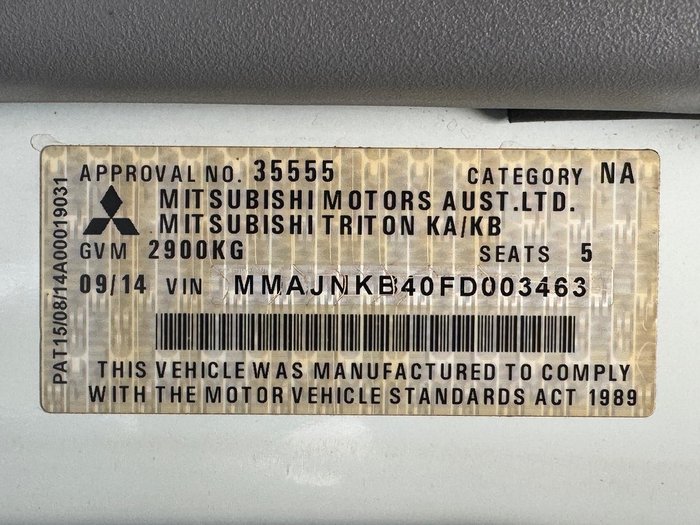 APPROVAL NO. 35555 CATEGORY NA
MITSUBISHI MOTORS AUST.LTD.
MITSUBISHI TRITON KA/KB
GVM 2900KG SEATS 5
09/14 VIN MMAJNKB40FD003463
THIS VEHICLE WAS MANUFACTURED TO COMPLY
WITH THE MOTOR VEHICLE STANDARDS ACT 1989
PAT15/08/14A00019031